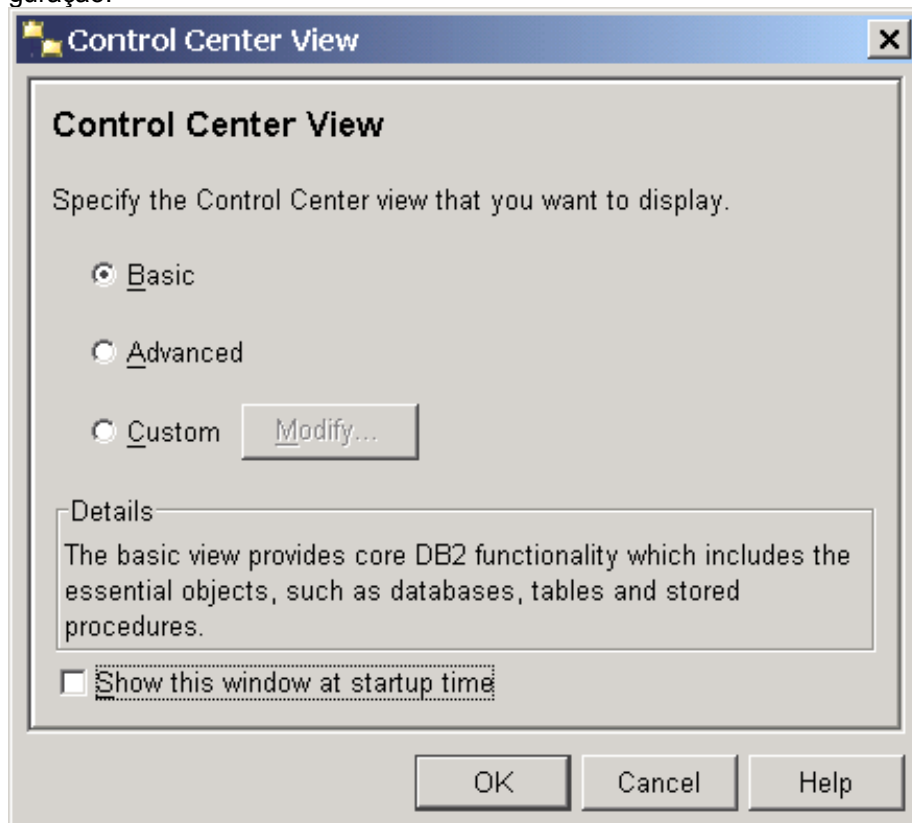 guração.
Control Center View
Control Center View
Specify the Control Center view that you want to display.
Basic
Advanced
Custom Modify...
Details
The basic view provides core DB2 functionality which includes the
essential objects, such as databases, tables and stored
procedures.
Show this window at startup time
OK Cancel Help